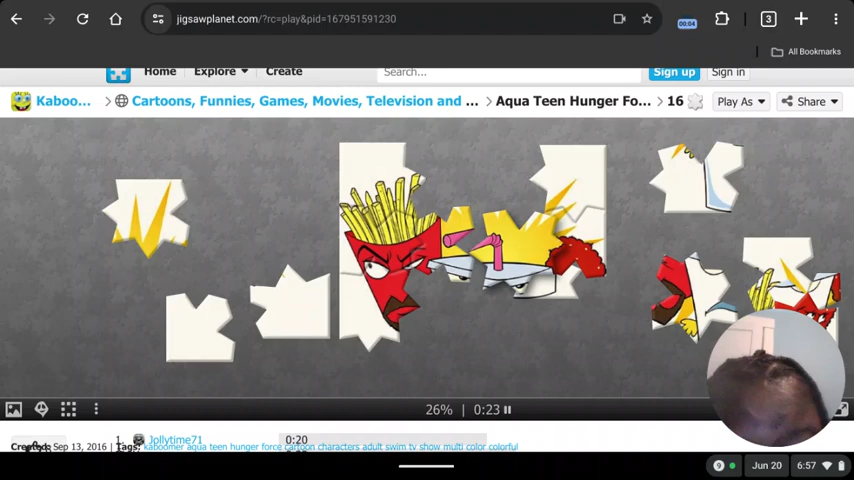 jigsawplanet.com/?rc=play&pid=167951591230
00:04
3
All Bookmarks
Home Explore Create Search... Sign up Sign in
Kaboo... Cartoons, Funnies, Games, Movies, Television and ... Aqua Teen Hunger Fo... 16 Play As Share
26% 0:23
1. Jollytime71 0:20
Created: Sep 13, 2016 Tags: kaboomer aqua teen hunger force cartoon characters adult swim tv show multi color colorful
9 Jun 20 6:57